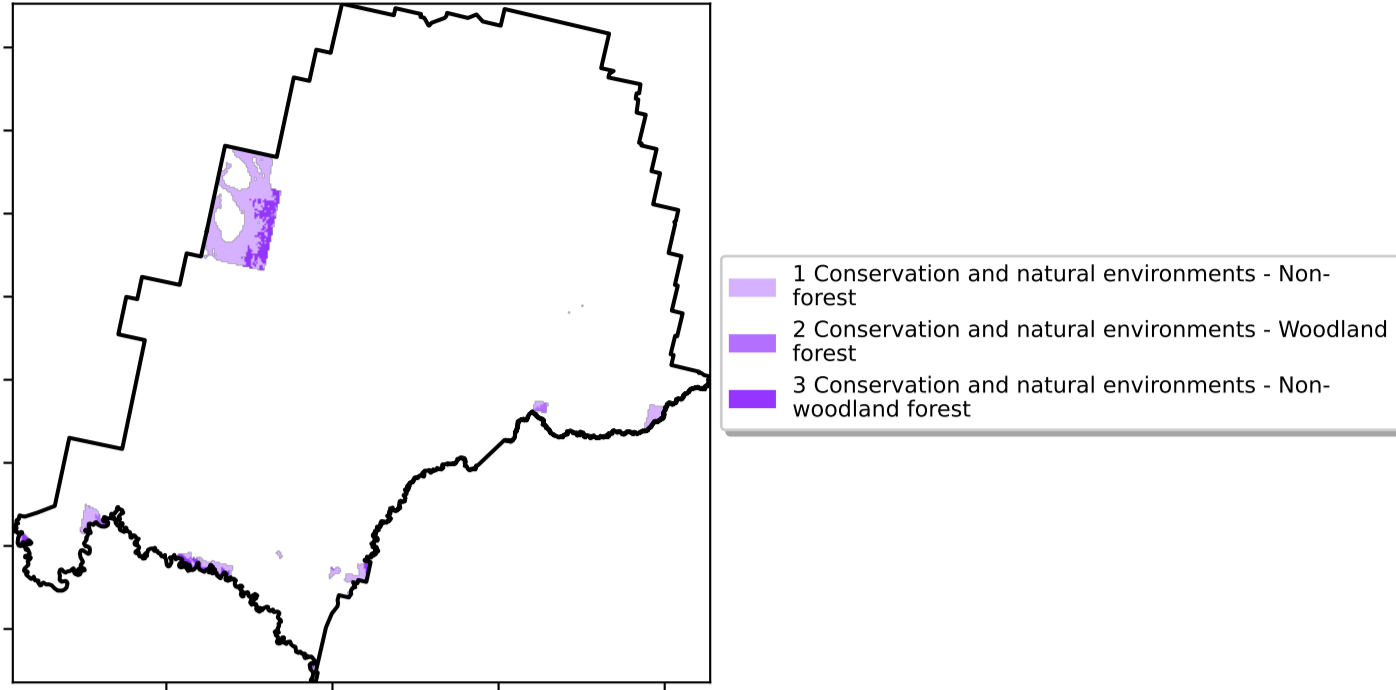 1 Conservation and natural environments - Non-
forest
2 Conservation and natural environments - Woodland
forest
3 Conservation and natural environments - Non-
woodland forest